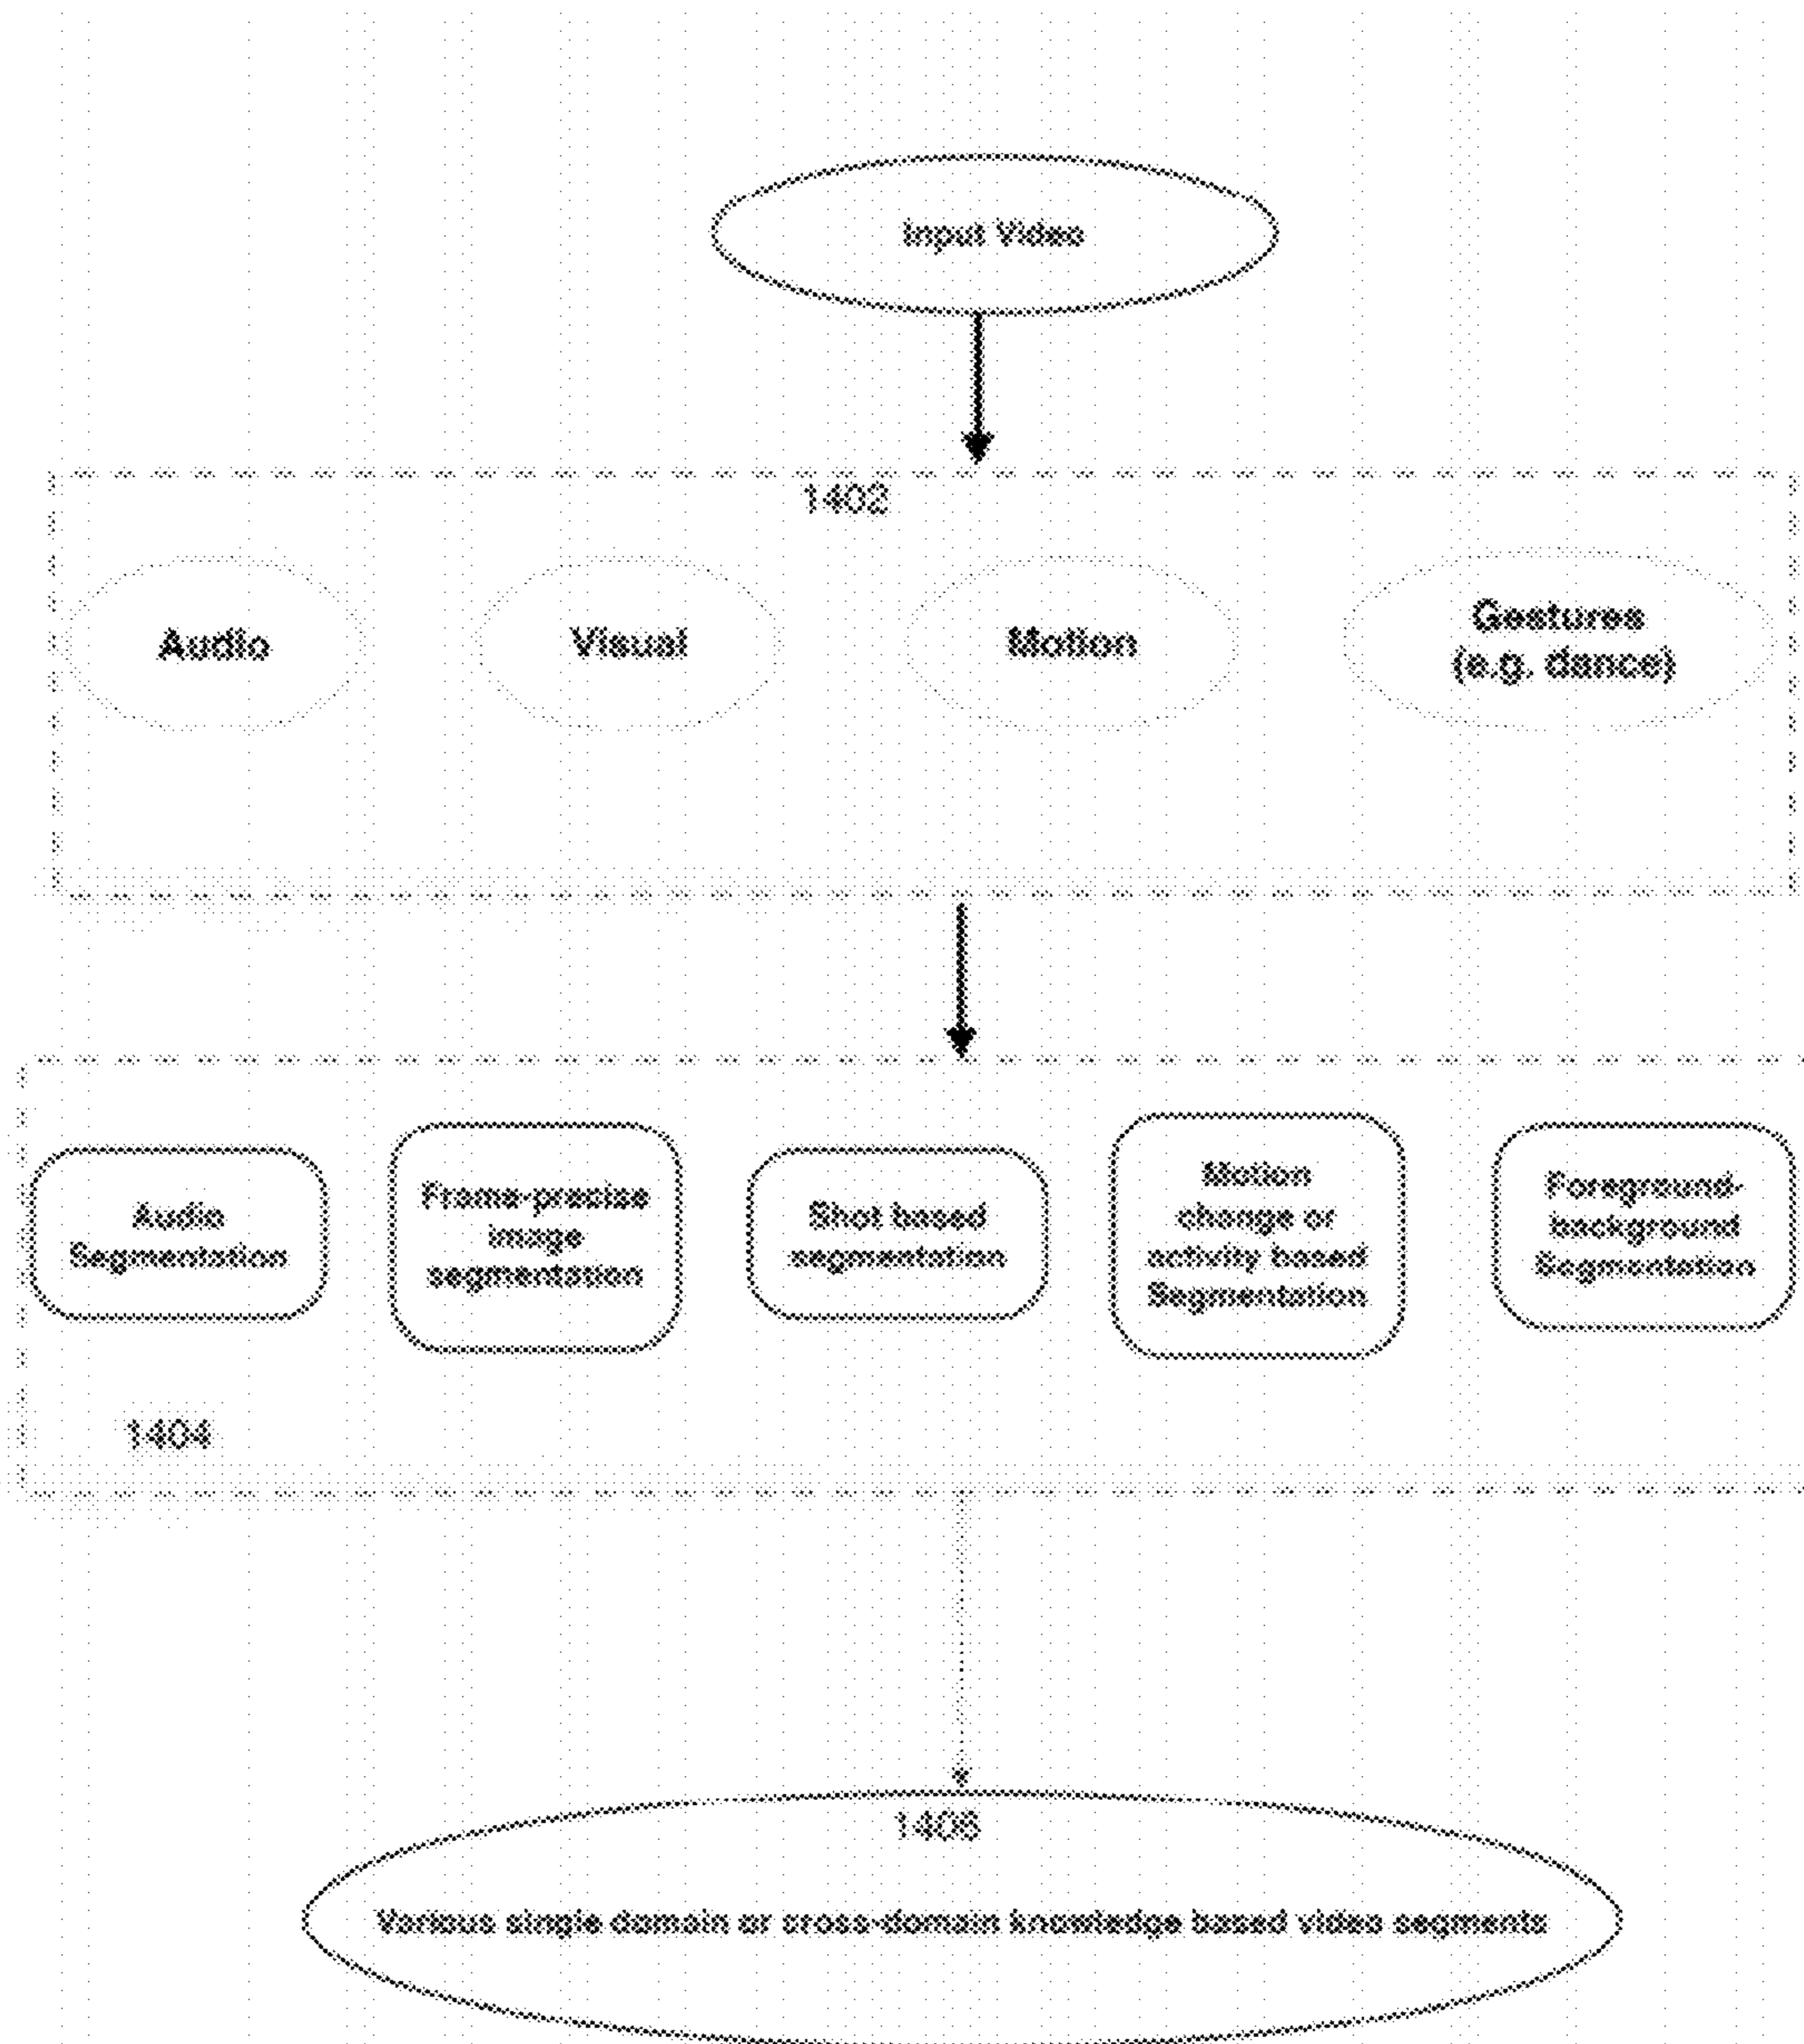 Input Video
1402
Audio
Visual
Motion
Gestures
(e.g. dance)
Audio
Segmentation
Frame-precise
image
segmentation
Shot based
segmentation
Motion
change or
activity based
Segmentation
Foreground-
background
Segmentation
1404
1406
Various single domain or cross-domain knowledge based video segments